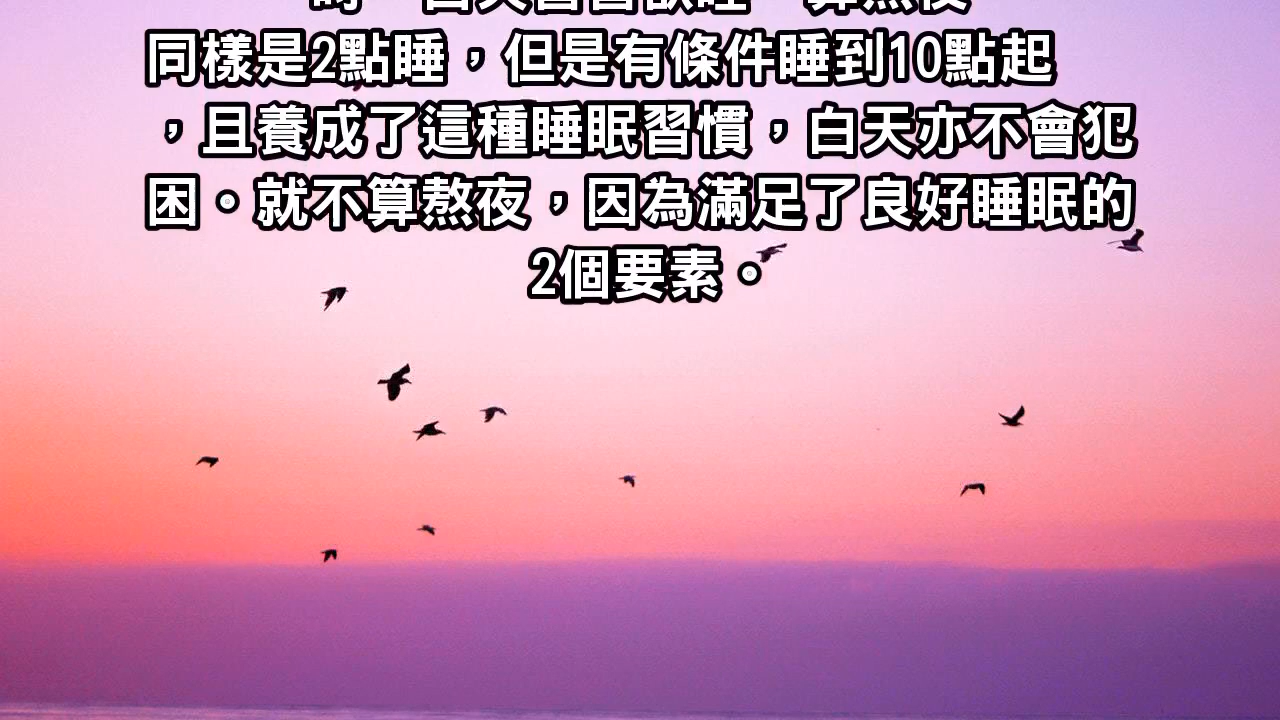 同樣是2點睡，但是有條件睡到10點起
，且養成了這種睡眠習慣，白天亦不會犯
困。就不算熬夜，因為滿足了良好睡眠的
2個要素。